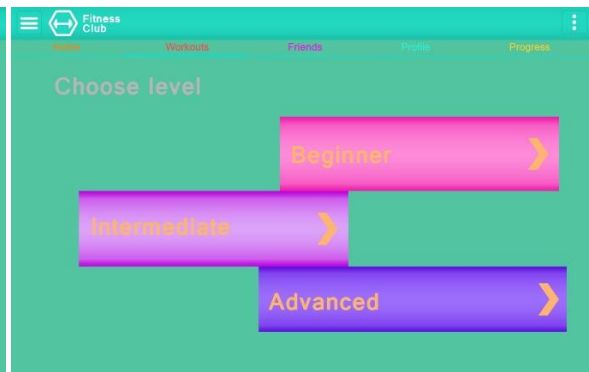 Fitness
Club
Home Workouts Friends Profile Progress
Choose level
Beginner
Intermediate
Advanced